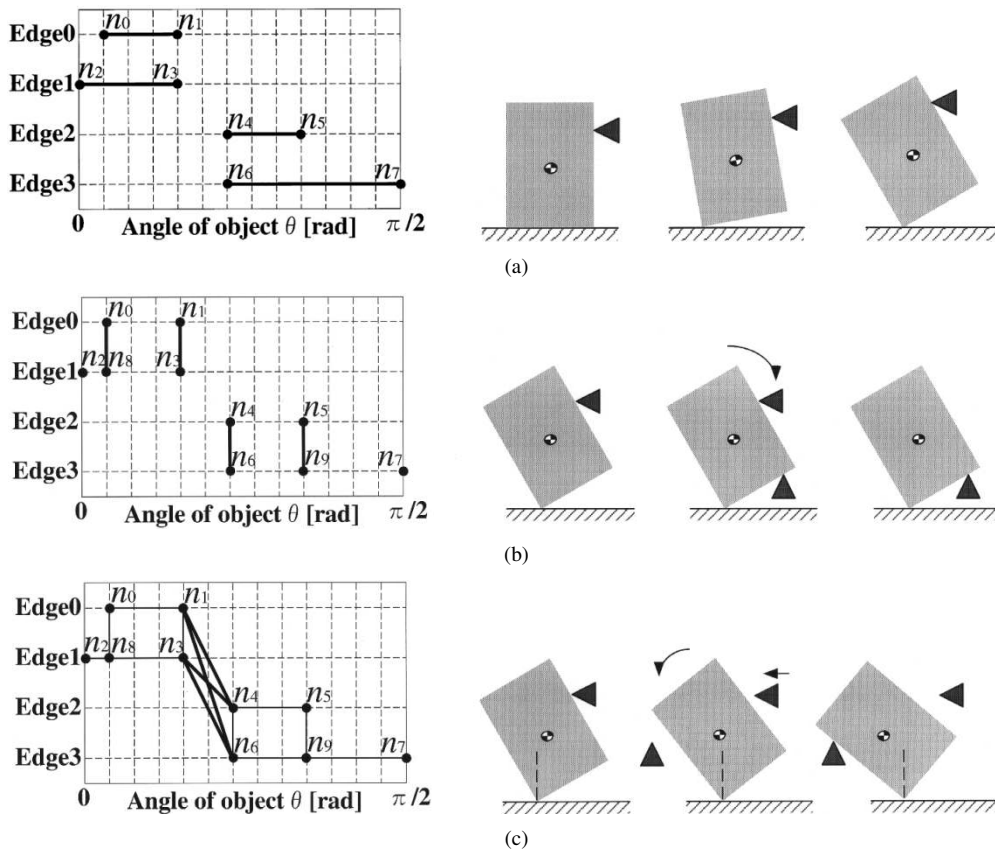 Edge0 n0 n1
Edge1 n2 n3
Edge2 n4 n5
Edge3 n6 n7
0 Angle of object θ [rad] π/2
(a)
Edge0 n0 n1
Edge1 n2 n8 n3
Edge2 n4 n5
Edge3 n6 n9 n7
0 Angle of object θ [rad] π/2
(b)
Edge0 n0 n1
Edge1 n2 n8 n3
Edge2 n4 n5
Edge3 n6 n9 n7
0 Angle of object θ [rad] π/2
(c)